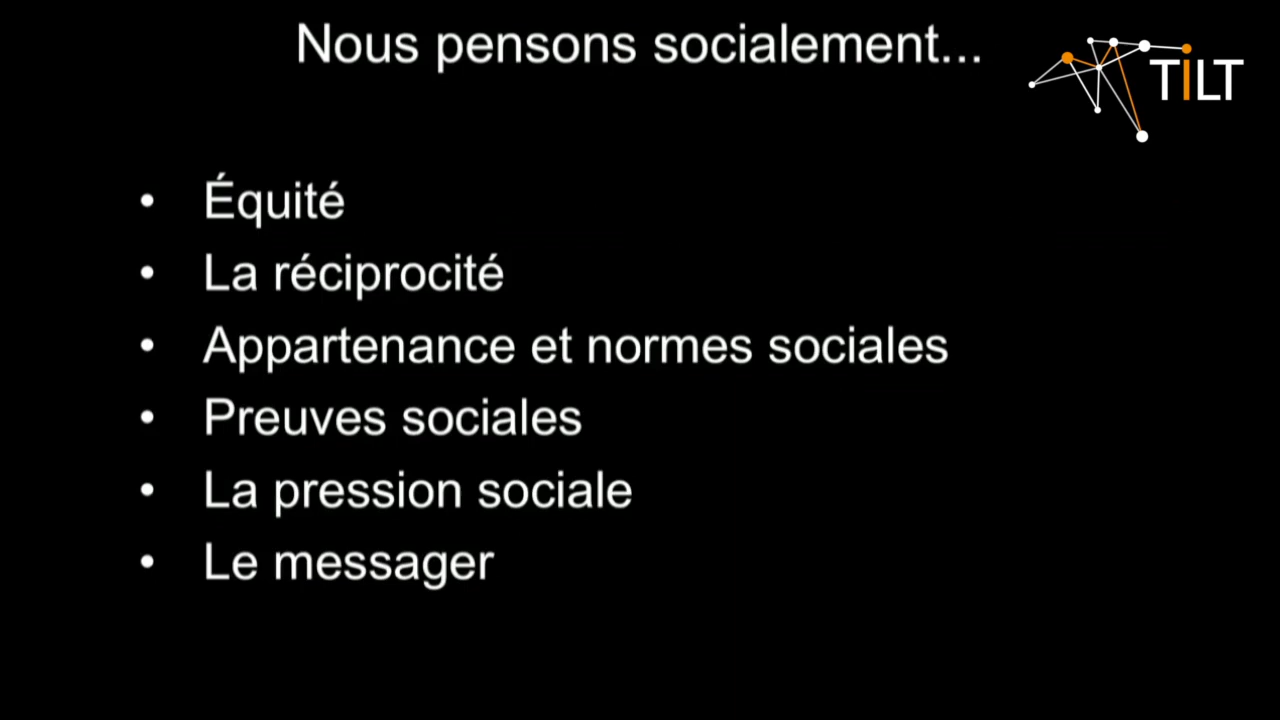 Nous pensons socialement...
TiLT
• Équité
• La réciprocité
• Appartenance et normes sociales
• Preuves sociales
• La pression sociale
• Le messager